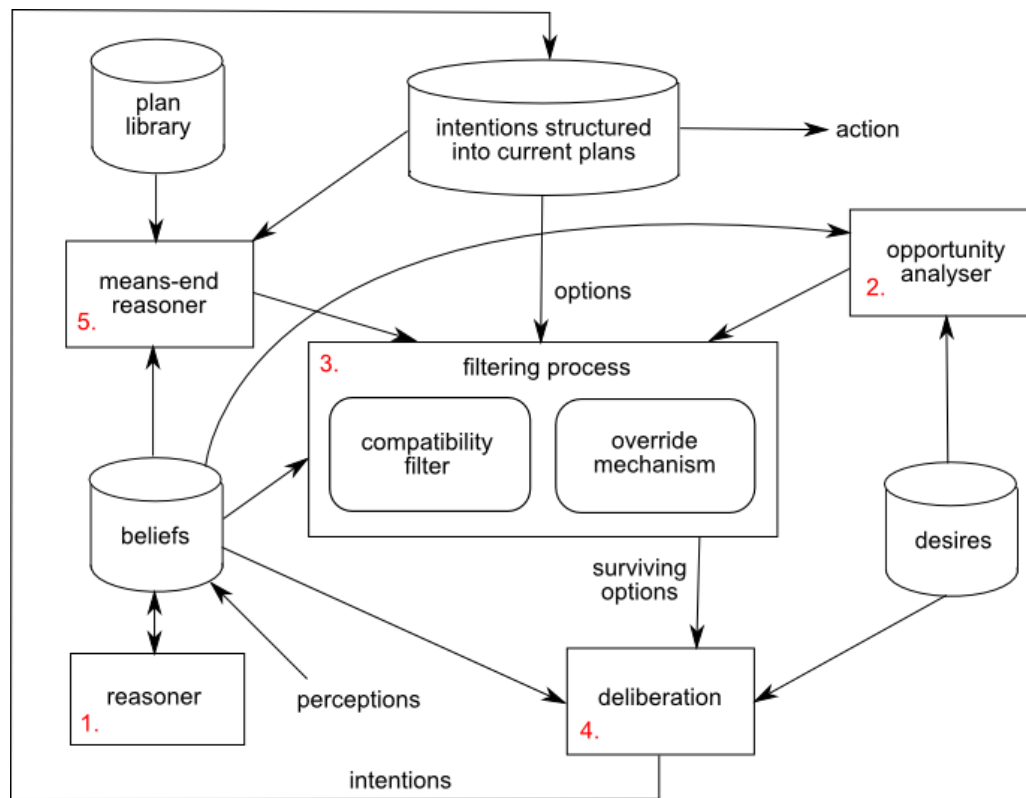 plan
library
intentions structured
into current plans
action
means-end
reasoner
5.
options
opportunity
analyser
2.
3.
filtering process
compatibility
filter
override
mechanism
beliefs
desires
surviving
options
reasoner
1.
perceptions
deliberation
4.
intentions